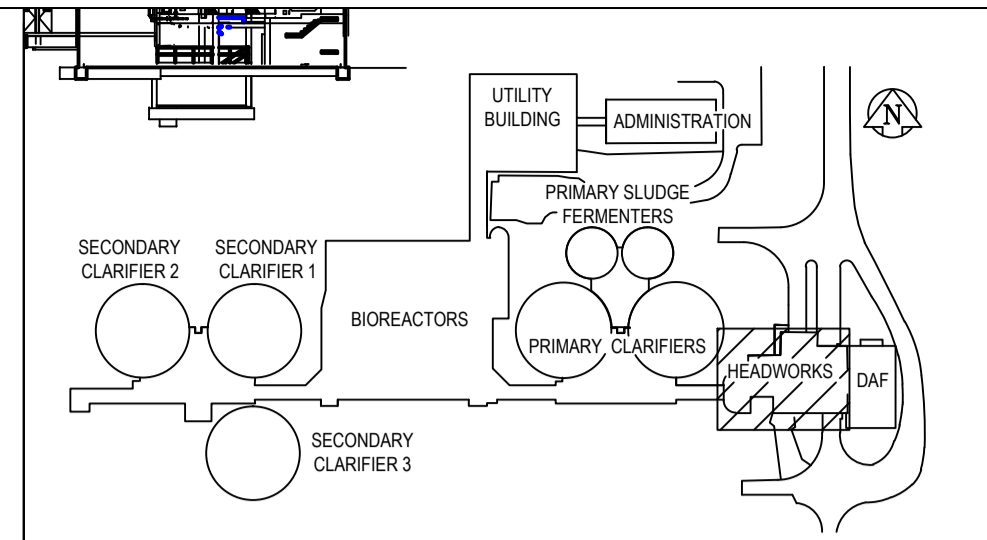 UTILITY
BUILDING
ADMINISTRATION
N
PRIMARY SLUDGE
FERMENTERS
SECONDARY
CLARIFIER 2
SECONDARY
CLARIFIER 1
BIOREACTORS
PRIMARY CLARIFIERS
HEADWORKS
DAF
SECONDARY
CLARIFIER 3